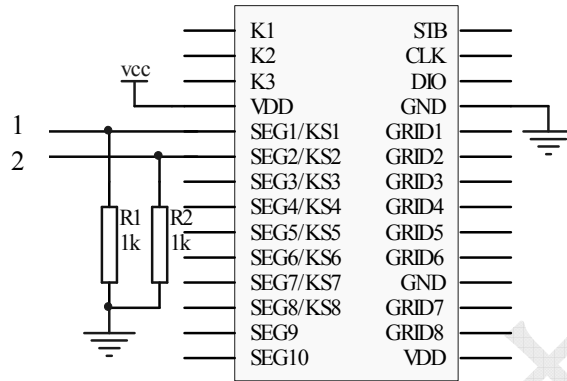 K1 STB
K2 CLK
vcc K3 DIO
VDD GND
1 SEG1/KS1 GRID1
2 SEG2/KS2 GRID2
SEG3/KS3 GRID3
SEG4/KS4 GRID4
R1 R2 SEG5/KS5 GRID5
1k 1k SEG6/KS6 GRID6
SEG7/KS7 GND
SEG8/KS8 GRID7
SEG9 GRID8
SEG10 VDD